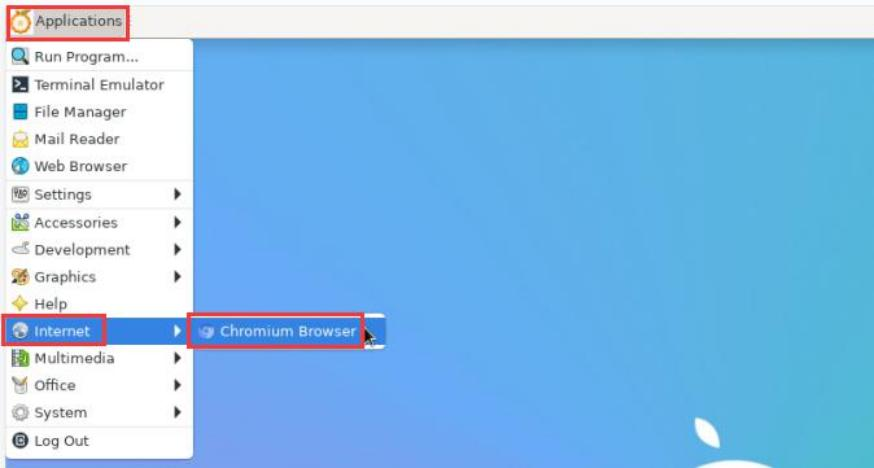 Applications
Run Program...
Terminal Emulator
File Manager
Mail Reader
Web Browser
Settings
Accessories
Development
Graphics
Help
Internet
Chromium Browser
Multimedia
Office
System
Log Out